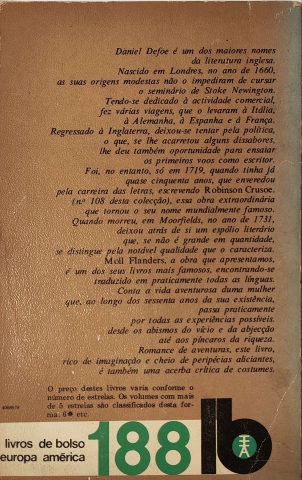 Daniel Defoe é um dos maiores nomes
da literatura inglesa.
Nascido em Londres, no ano de 1660,
as suas origens modestas não o impediram de cursar
o seminário de Stoke Newington.
Tendo-se dedicado à actividade comercial,
fez várias viagens, que o levaram à Itália,
à Alemanha, à Espanha e à França.
Regressado à Inglaterra, deixou-se tentar pela política,
o que, se lhe acarretou alguns dissabores,
lhe deu também oportunidade para ensaiar
os primeiros voos como escritor.
Foi, no entanto, só em 1719, quando tinha já
quase cinquenta anos, que enveredou
pela carreira das letras, escrevendo Robinson Crusoe.
(nº 108 desta colecção), essa obra extraordinária
que tornou o seu nome mundialmente famoso.
Quando morreu, em Moorfields, no ano de 1731,
deixou atrás de si um espólio literário
que, se não é grande em quantidade,
se distingue pela notável qualidade que o caracteriza.
Moll Flanders, a obra que apresentamos,
é um dos seus livros mais famosos, encontrando-se
traduzido em praticamente todas as línguas.
Conta a vida aventurosa duma mulher
que, ao longo dos sessenta anos da sua existência,
passa praticamente
por todas as experiências possíveis.
desde os abismos do vício e da abjecção
até aos píncaros da riqueza.
Romance de aventuras, este livro,
rico de imaginação e cheio de peripécias aliciantes,
é também uma acerba crítica de costumes.
O preço destes livros varia conforme o
número de estrelas. Os volumes com mais
de 5 estrelas são classificados desta for-
ma: 6★ etc.
livros de bolso
europa américa
188
lb
EA